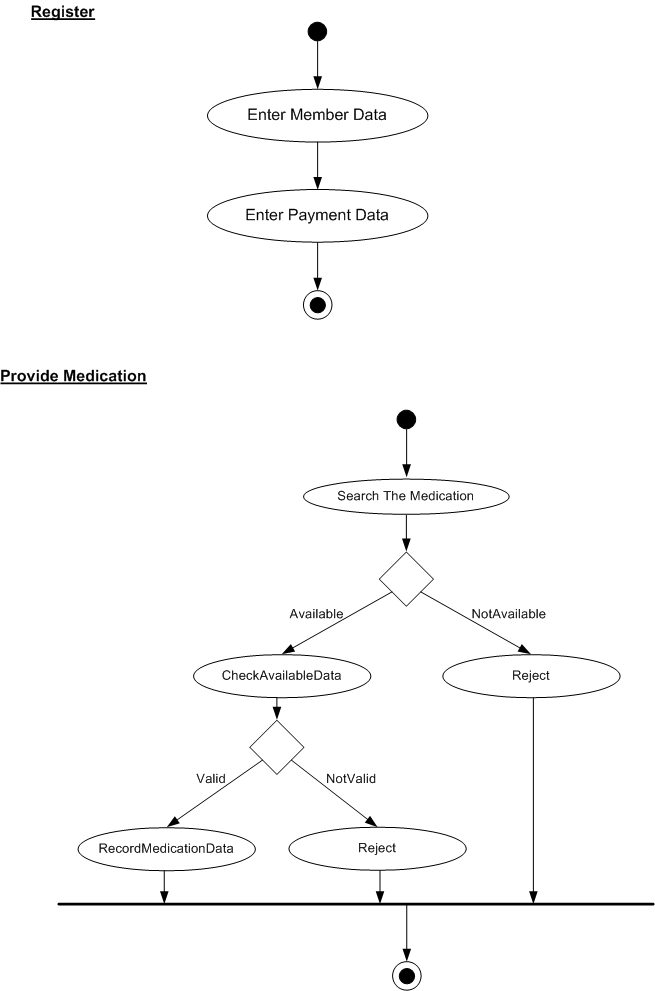 Register
Enter Member Data
Enter Payment Data
Provide Medication
Search The Medication
Available
NotAvailable
CheckAvailableData
Reject
Valid
NotValid
RecordMedicationData
Reject